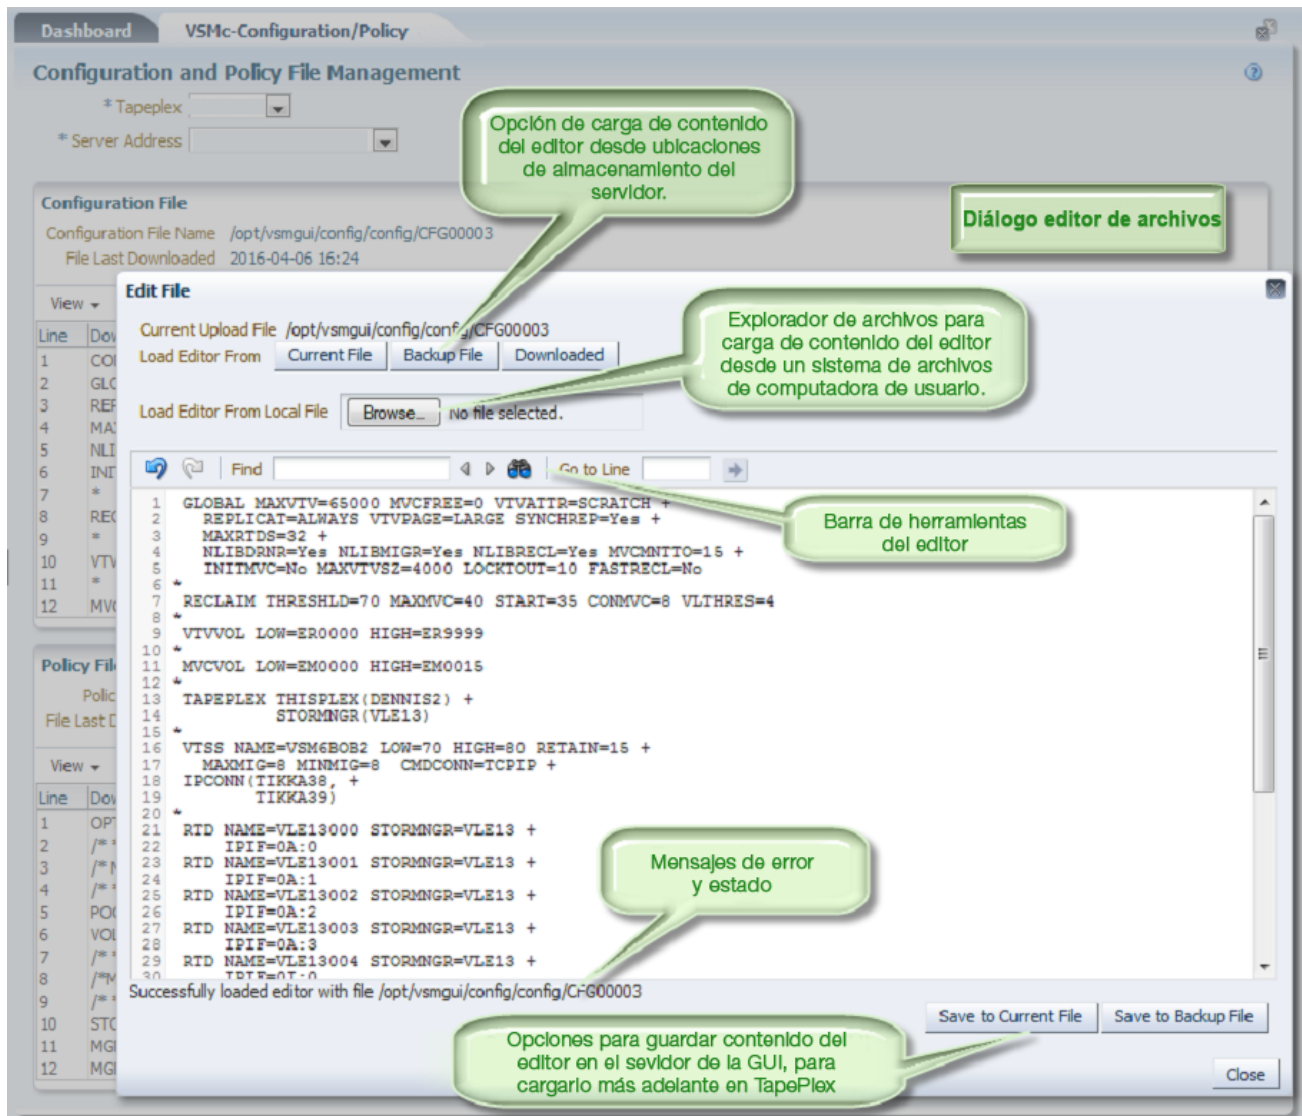 Dashboard
VSMc-Configuration/Policy
Configuration and Policy File Management
* Tapeplex
* Server Address
Opción de carga de contenido
del editor desde ubicaciones
de almacenamiento del
servidor.
Diálogo editor de archivos
Configuration File
Configuration File Name /opt/vsmgui/config/config/CFG00003
File Last Downloaded 2016-04-06 16:24
View
Line
1
2 GLO
3 REP
4
5 NLI
6
7 *
8 REC
9 *
10 VTV
11 *
12 MVC
Edit File
Current Upload File /opt/vsmgui/config/config/CFG00003
Load Editor From Current File Backup File Downloaded
Explorador de archivos para
carga de contenido del editor
desde un sistema de archivos
de computadora de usuario.
Load Editor From Local File Browse... No file selected.
Find
Go to Line
Barra de herramientas
del editor
1 GLOBAL MAXVTV=65000 MVCFREE=0 VTVATTR=SCRATCH +
2 REPLICAT=ALWAYS VTVPAGE=LARGE SYNCHREP=Yes +
3 MAXRTDS=32 +
4 NLIBDRNR=Yes NLIBMIGR=Yes NLIBRECL=Yes MVCMNTTO=15 +
5 INITMVC=No MAXVTVSZ=4000 LOCKTOUT=10 FASTRECL=No
6 *
7 RECLAIM THRESHLD=70 MAXMVC=40 START=35 CONMVC=8 VLTHRES=4
8 *
9 VTVVOL LOW=ER0000 HIGH=ER9999
10 *
11 MVCVOL LOW=EM0000 HIGH=EM0015
12 *
13 TAPEPLEX THISPLEX(DENNIS2) +
14 STORMNGR(VLE13)
15 *
16 VTSS NAME=VSM6BOB2 LOW=70 HIGH=80 RETAIN=15 +
17 MAXMIG=8 MINMIG=8 CMDCONN=TCPIP +
18 IPCONN(TIKKA38, +
19 TIKKA39)
20 *
21 RTD NAME=VLE13000 STORMNGR=VLE13 +
22 IPIF=0A:0
23 RTD NAME=VLE13001 STORMNGR=VLE13 +
24 IPIF=0A:1
25 RTD NAME=VLE13002 STORMNGR=VLE13 +
26 IPIF=0A:2
27 RTD NAME=VLE13003 STORMNGR=VLE13 +
28 IPIF=0A:3
29 RTD NAME=VLE13004 STORMNGR=VLE13 +
30 IPIF=0I:0
Mensajes de error
y estado
Successfully loaded editor with file /opt/vsmgui/config/config/CFG00003
Save to Current File Save to Backup File
Opciones para guardar contenido del
editor en el sevidor de la GUI, para
cargarlo más adelante en TapePlex
Close
Policy File
Polic
File Last D
View
Line
1 OPT
2 /* *
3
4 /* *
5
6 VOL
7 /* *
8 /*M
9 /* *
10 STO
11 MGI
12 MGI